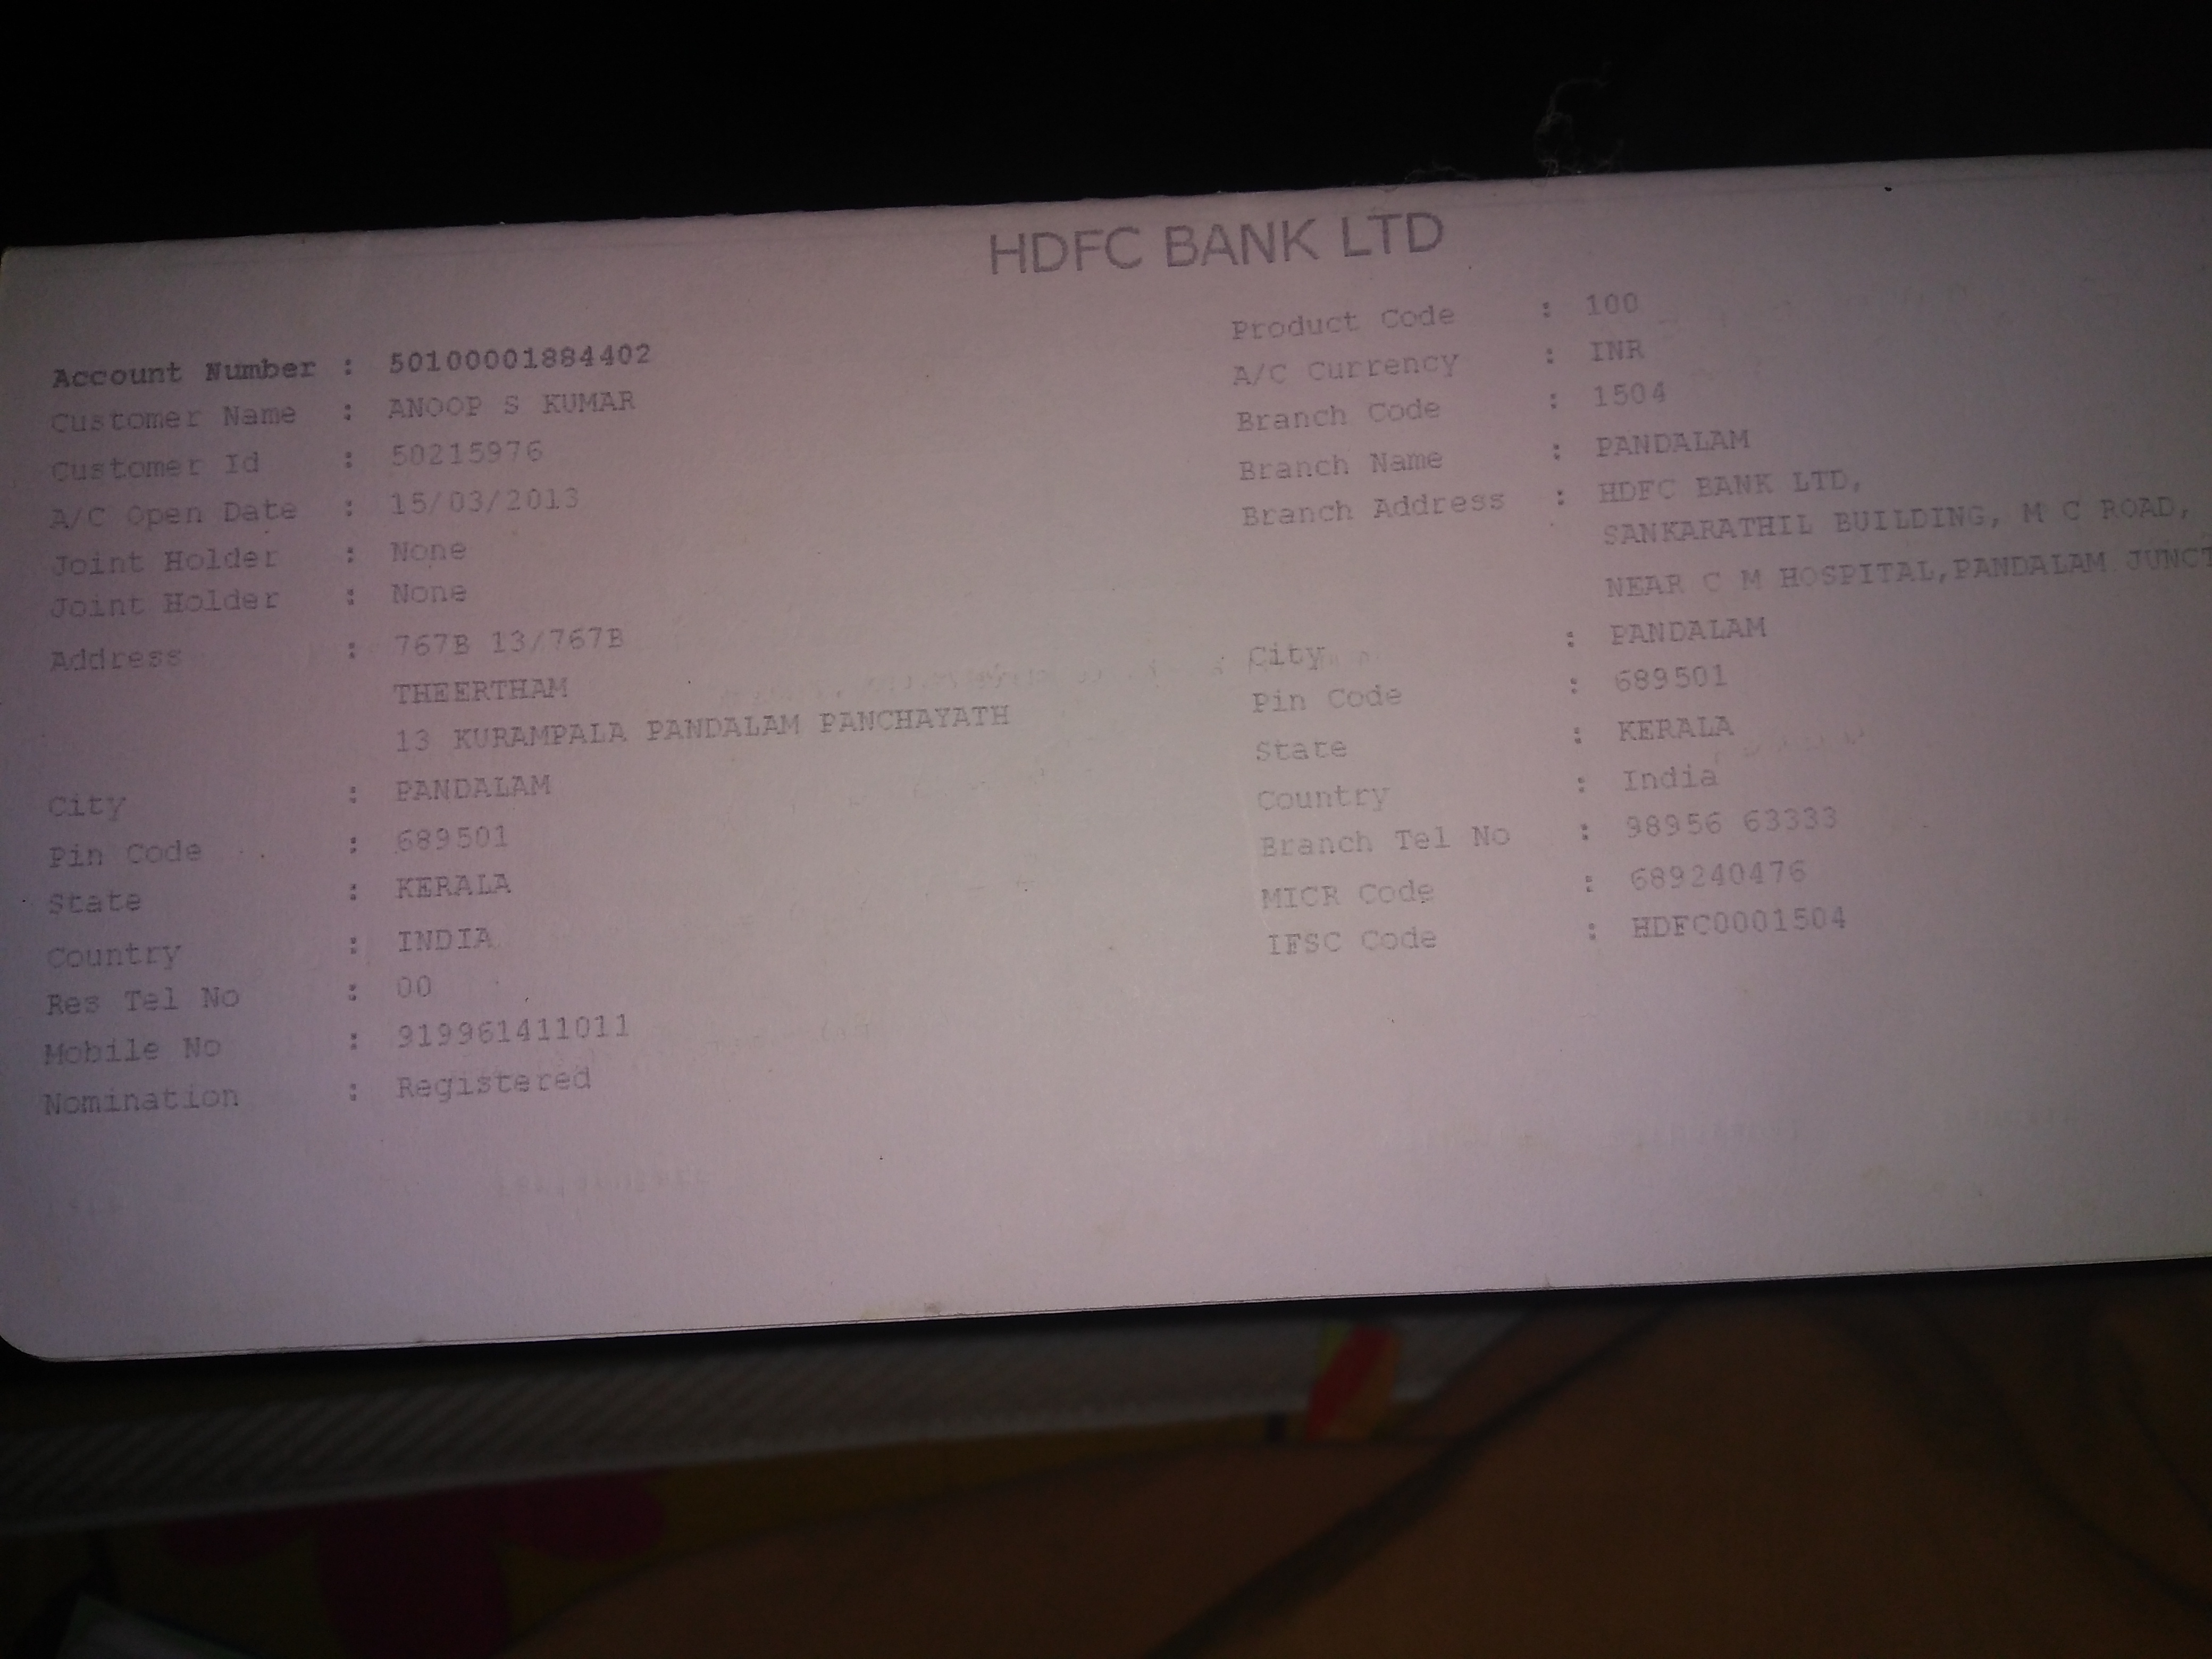 HDFC BANK LTD
Account Number : 50100001884402
Customer Name : ANOOP S KUMAR
Customer Id : 50215976
A/C Open Date : 15/03/2013
Joint Holder : None
Joint Holder : None
Address : 767B 13/767B
THEERTHAM
13 KURAMPALA PANDALAM PANCHAYATH
City : PANDALAM
Pin Code : 689501
State : KERALA
Country : INDIA
Res Tel No : 00
Mobile No : 919961411011
Nomination : Registered
Product Code : 100
A/C Currency : INR
Branch Code : 1504
Branch Name : PANDALAM
Branch Address : HDFC BANK LTD,
SANKARATHIL BUILDING, M C ROAD,
NEAR C M HOSPITAL,PANDALAM JUNCT
City : PANDALAM
Pin Code : 689501
State : KERALA
Country : India
Branch Tel No : 98956 63333
MICR Code : 689240476
IFSC Code : HDFC0001504